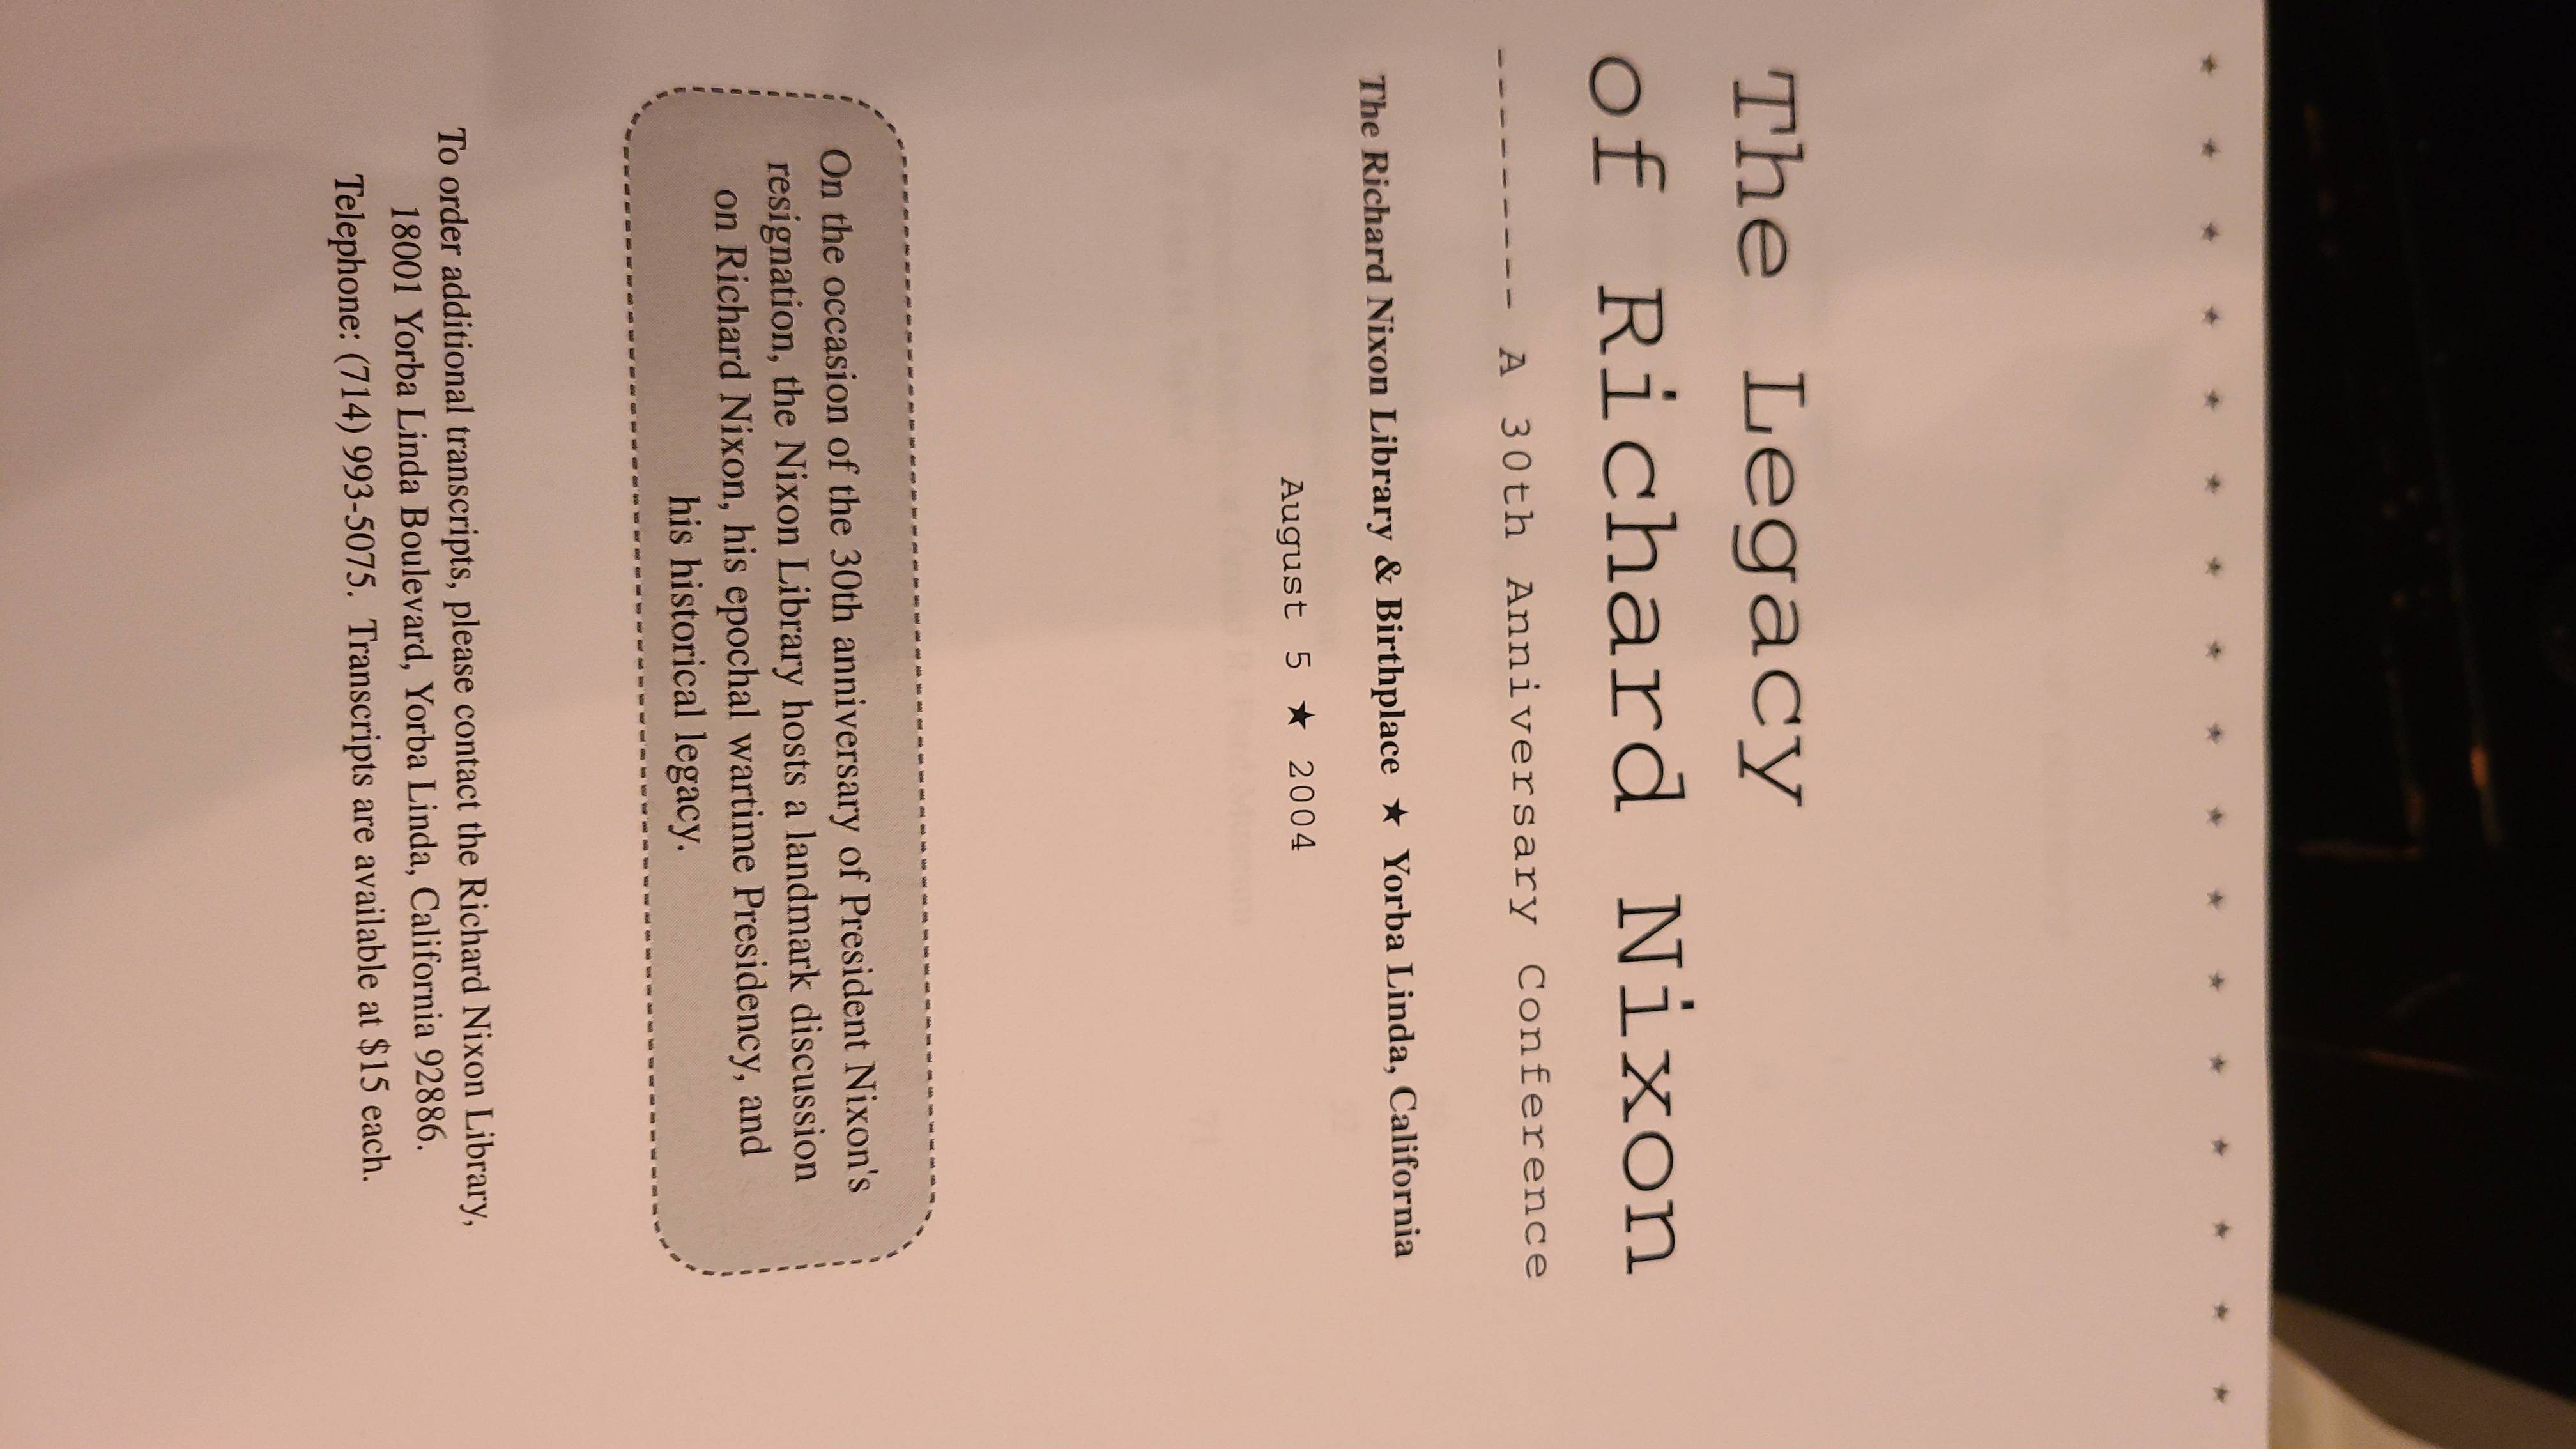 ★ ★ ★ ★ ★ ★ ★ ★ ★ ★ ★ ★ ★ ★ ★ ★ ★
The Legacy
of Richard Nixon
--------- A 30th Anniversary Conference
The Richard Nixon Library & Birthplace ★ Yorba Linda, California
August 5 ★ 2004
On the occasion of the 30th anniversary of President Nixon's
resignation, the Nixon Library hosts a landmark discussion
on Richard Nixon, his epochal wartime Presidency, and
his historical legacy.
To order additional transcripts, please contact the Richard Nixon Library,
18001 Yorba Linda Boulevard, Yorba Linda, California 92886.
Telephone: (714) 993-5075. Transcripts are available at $15 each.